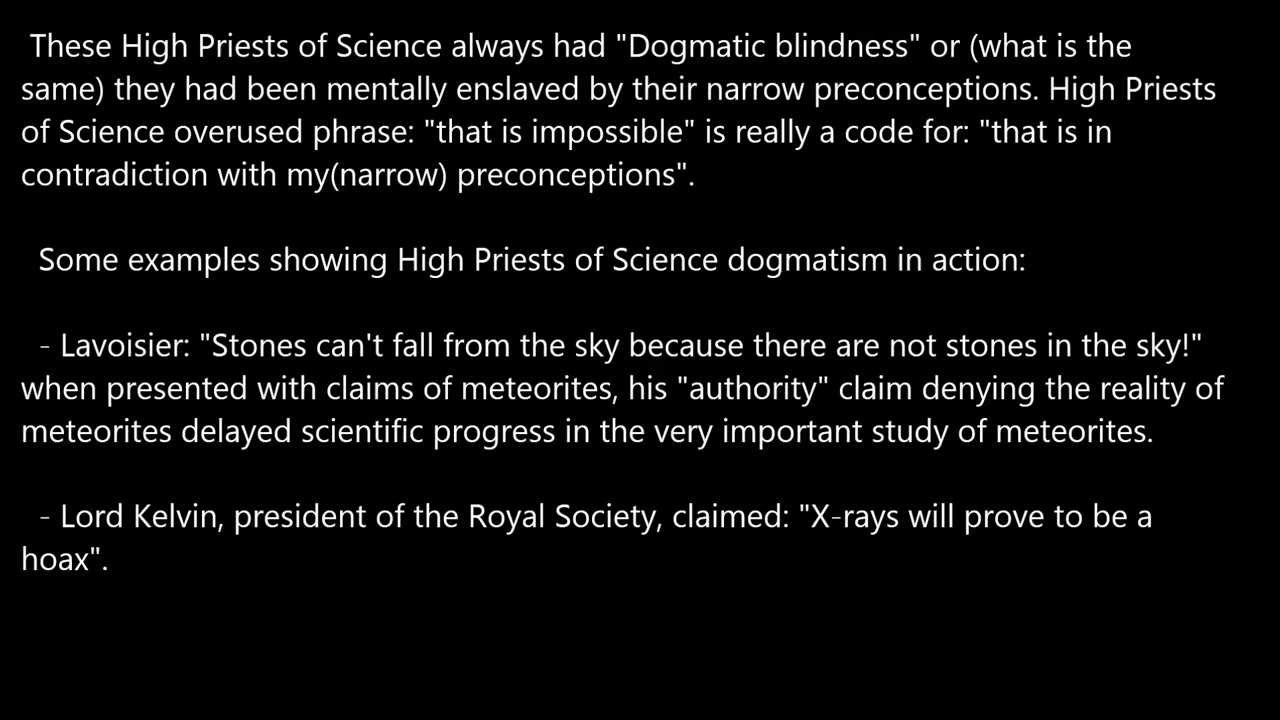 These High Priests of Science always had "Dogmatic blindness" or (what is the
same) they had been mentally enslaved by their narrow preconceptions. High Priests
of Science overused phrase: "that is impossible" is really a code for: "that is in
contradiction with my(narrow) preconceptions".
Some examples showing High Priests of Science dogmatism in action:
- Lavoisier: "Stones can't fall from the sky because there are not stones in the sky!"
when presented with claims of meteorites, his "authority" claim denying the reality of
meteorites delayed scientific progress in the very important study of meteorites.
- Lord Kelvin, president of the Royal Society, claimed: "X-rays will prove to be a
hoax".